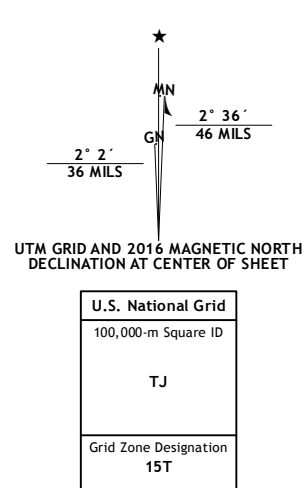 ★
MN
GN
2° 36´
46 MILS
2° 2´
36 MILS
UTM GRID AND 2016 MAGNETIC NORTH
DECLINATION AT CENTER OF SHEET
U.S. National Grid
100,000-m Square ID
TJ
Grid Zone Designation
15T